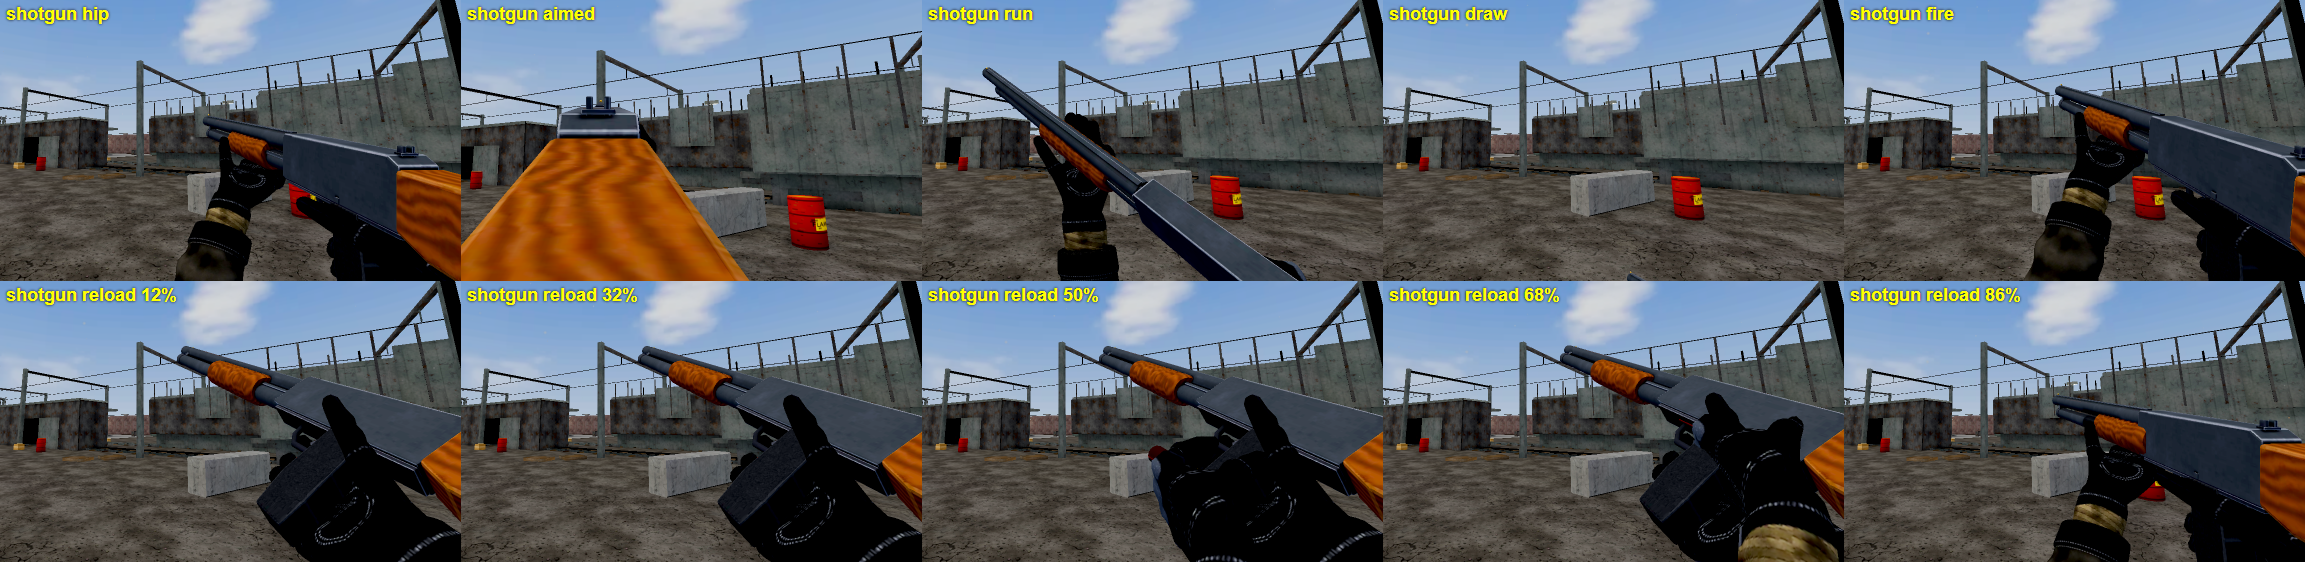 shotgun hip
shotgun aimed
shotgun run
shotgun draw
shotgun fire
shotgun reload 12%
shotgun reload 32%
shotgun reload 50%
shotgun reload 68%
shotgun reload 86%